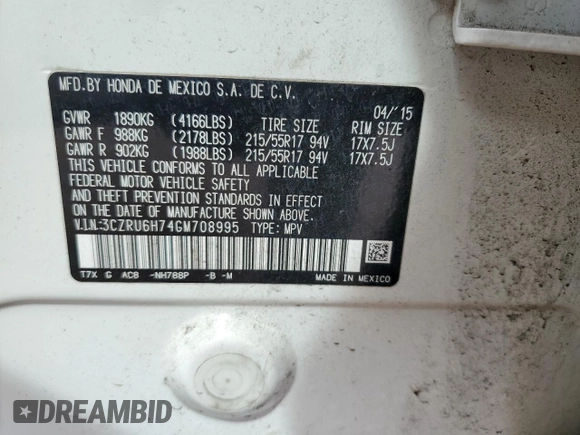 MFD.BY HONDA DE MEXICO S.A. DE C.V.
04/'15
GVWR 1890KG (4166LBS) TIRE SIZE RIM SIZE
GAWR F 988KG (2178LBS) 215/55R17 94V 17X7.5J
GAWR R 902KG (1988LBS) 215/55R17 94V 17X7.5J
THIS VEHICLE CONFORMS TO ALL APPLICABLE
FEDERAL MOTOR VEHICLE SAFETY
AND THEFT PREVENTION STANDARDS IN EFFECT
ON THE DATE OF MANUFACTURE SHOWN ABOVE.
V.I.N:3CZRU6H74GM708995 TYPE: MPV
T7X G ACB -NH788P -B -M MADE IN MEXICO
DREAMBID